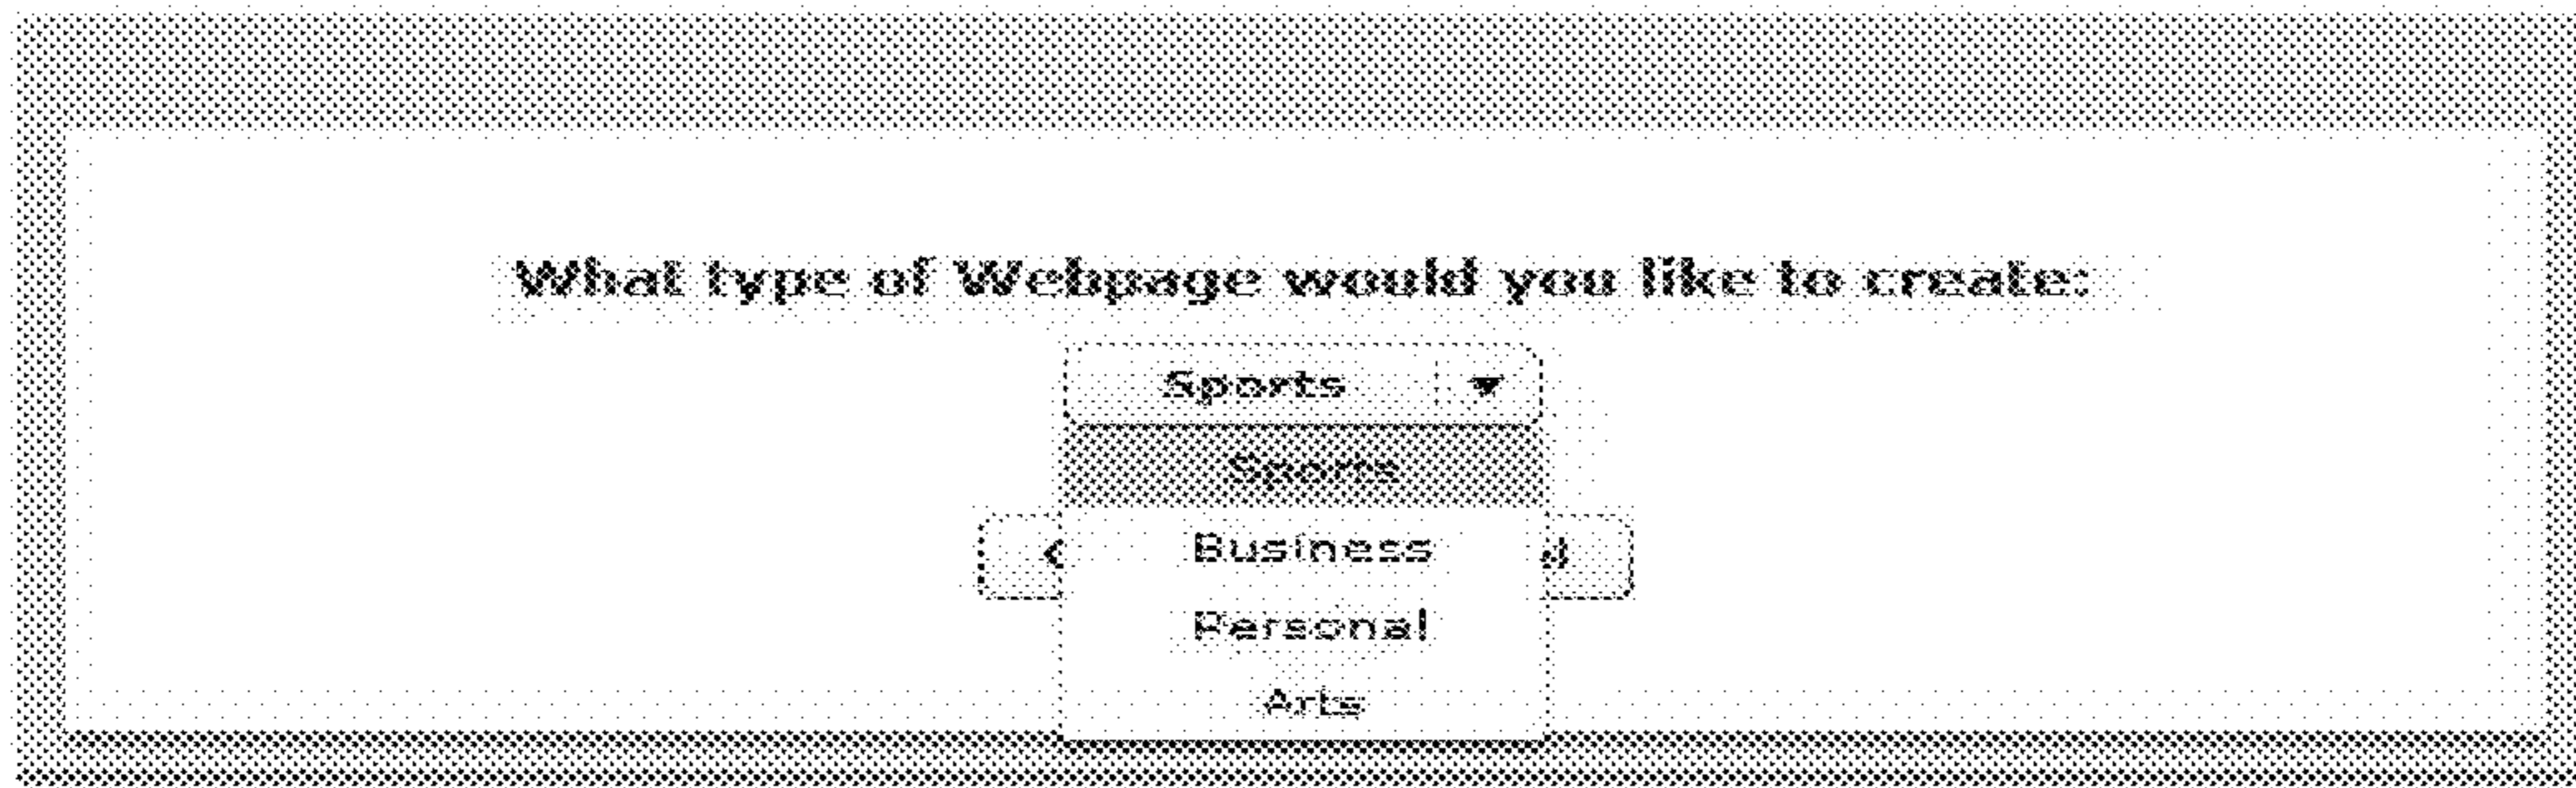 What type of Webpage would you like to create:
Sports
Sports
Business
Personal
Arts